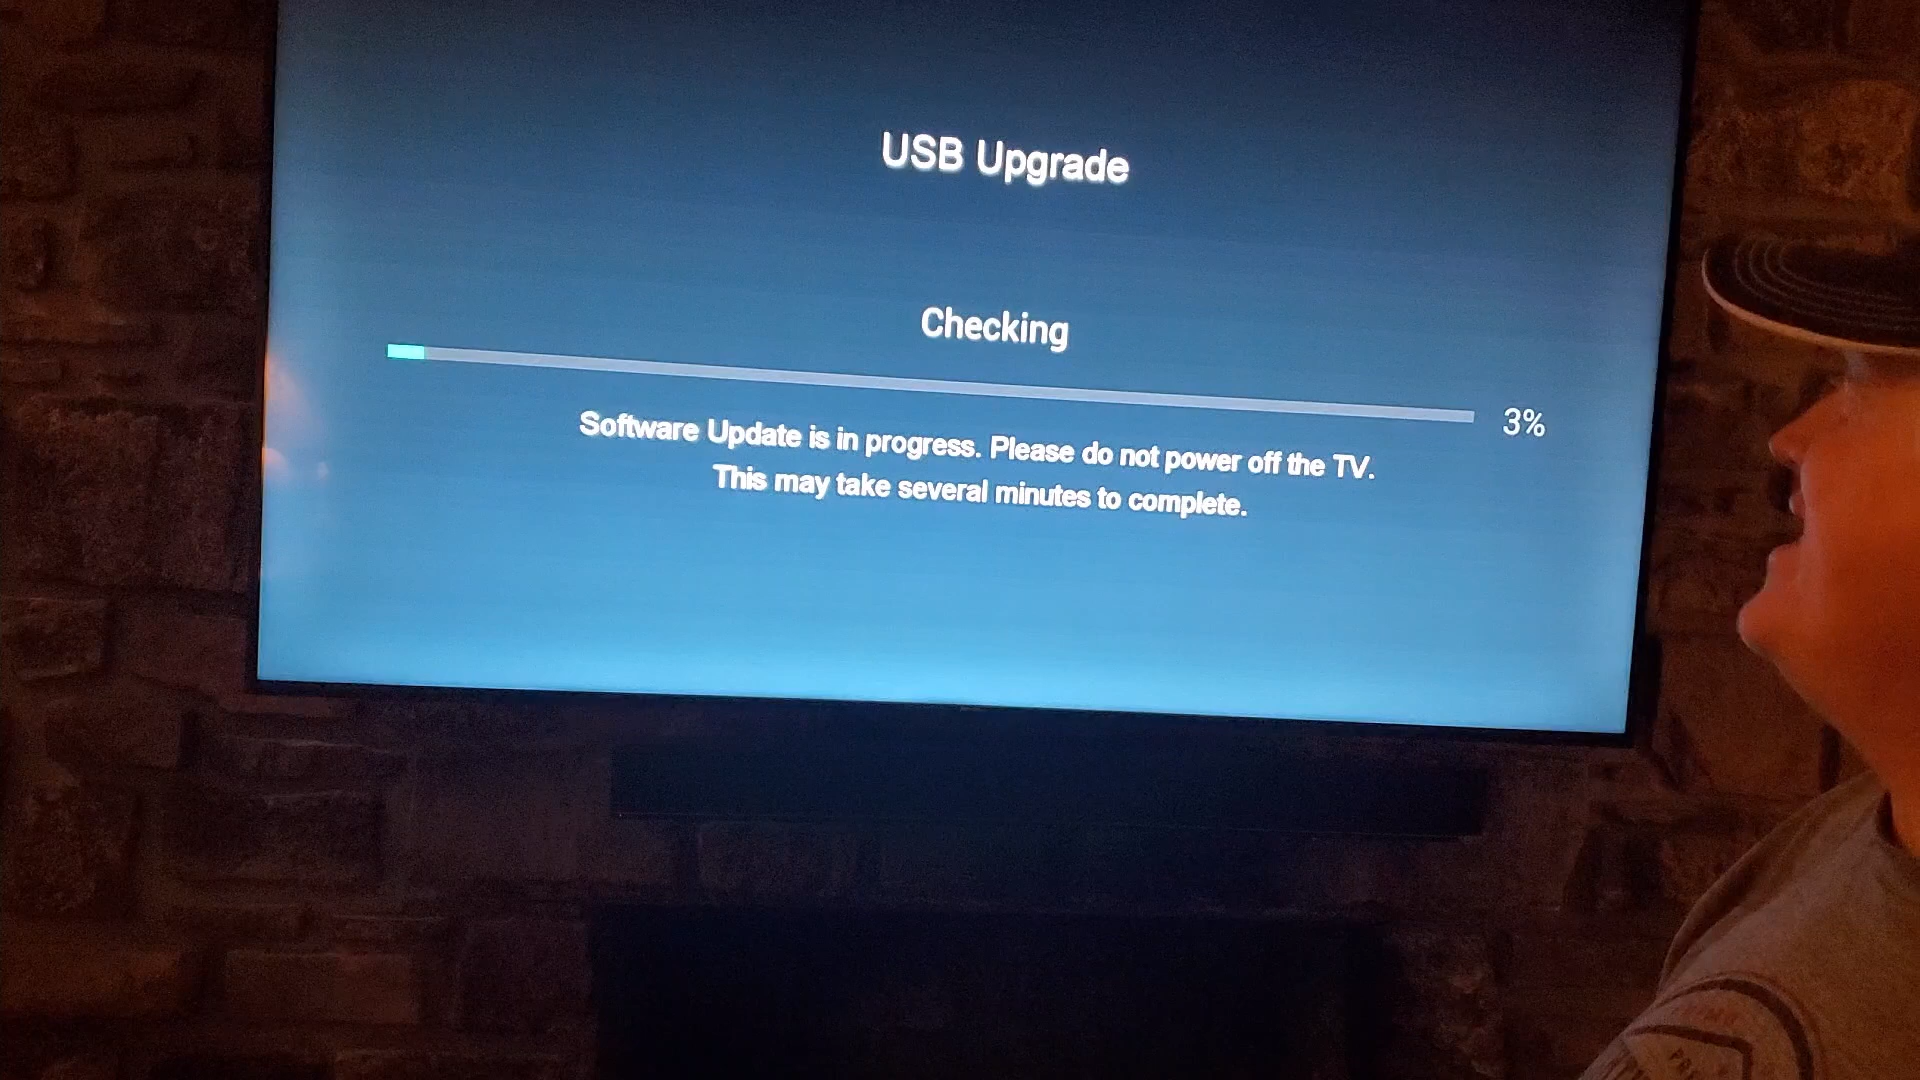 USB Upgrade
Checking
3%
Software Update is in progress. Please do not power off the TV.
This may take several minutes to complete.